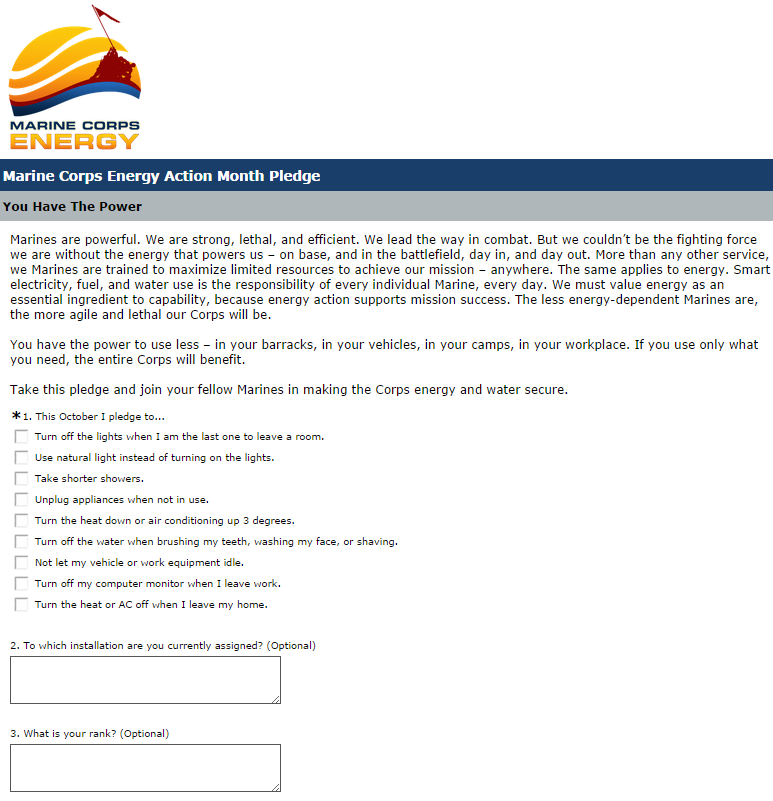 MARINE CORPS
ENERGY
Marine Corps Energy Action Month Pledge
You Have The Power
Marines are powerful. We are strong, lethal, and efficient. We lead the way in combat. But we couldn't be the fighting force
we are without the energy that powers us – on base, and in the battlefield, day in, and day out. More than any other service,
we Marines are trained to maximize limited resources to achieve our mission – anywhere. The same applies to energy. Smart
electricity, fuel, and water use is the responsibility of every individual Marine, every day. We must value energy as an
essential ingredient to capability, because energy action supports mission success. The less energy-dependent Marines are,
the more agile and lethal our Corps will be.
You have the power to use less – in your barracks, in your vehicles, in your camps, in your workplace. If you use only what
you need, the entire Corps will benefit.
Take this pledge and join your fellow Marines in making the Corps energy and water secure.
*1. This October I pledge to...
Turn off the lights when I am the last one to leave a room.
Use natural light instead of turning on the lights.
Take shorter showers.
Unplug appliances when not in use.
Turn the heat down or air conditioning up 3 degrees.
Turn off the water when brushing my teeth, washing my face, or shaving.
Not let my vehicle or work equipment idle.
Turn off my computer monitor when I leave work.
Turn the heat or AC off when I leave my home.
2. To which installation are you currently assigned? (Optional)
3. What is your rank? (Optional)